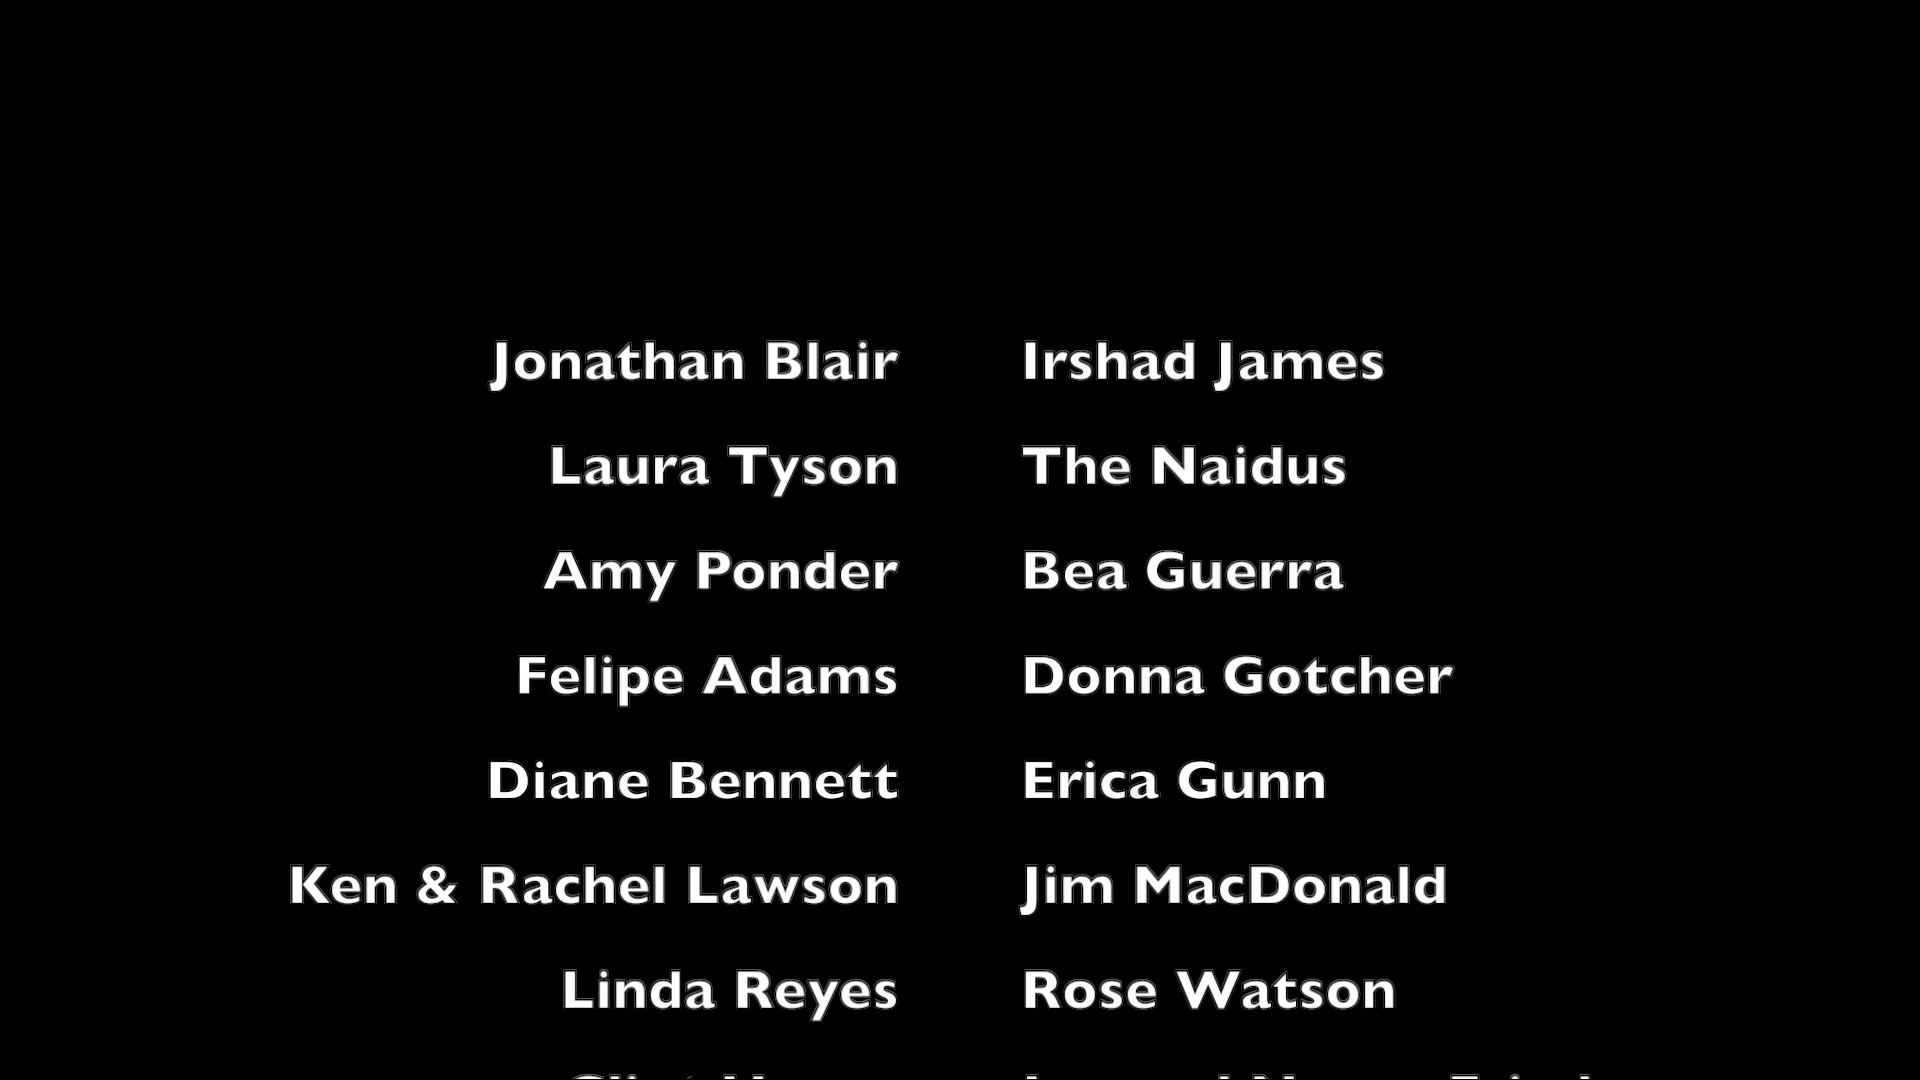 Jonathan Blair Irshad James
Laura Tyson The Naidus
Amy Ponder Bea Guerra
Felipe Adams Donna Gotcher
Diane Bennett Erica Gunn
Ken & Rachel Lawson Jim MacDonald
Linda Reyes Rose Watson